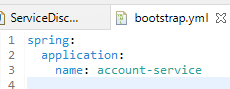 ServiceDisc...
bootstrap.yml
1 spring:
2   application:
3     name: account-service
4